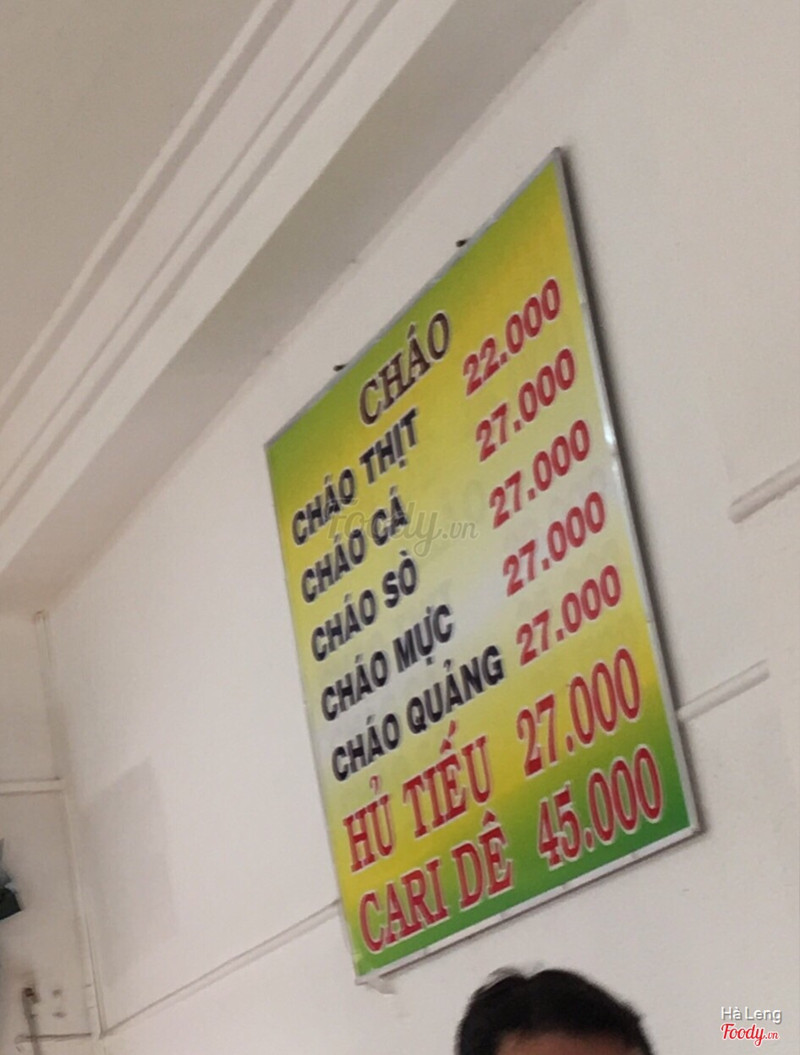 CHÁO
CHÁO THỊT 22.000
CHÁO CÁ 27.000
CHÁO SÒ 27.000
CHÁO MỰC 27.000
CHÁO QUẢNG 27.000
HỦ TIẾU 27.000
CARI DÊ 45.000
Foody.vn
Hà Leng
Foody.vn